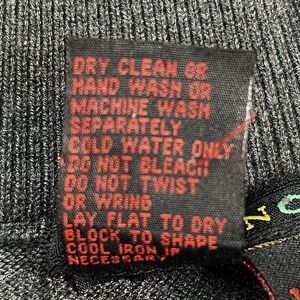 DRY CLEAN OR
HAND WASH OR
MACHINE WASH
SEPARATELY
COLD WATER ONLY
DO NOT BLEACH
DO NOT TWIST
OR WRING
LAY FLAT TO DRY
BLOCK TO SHAPE
COOL IRON IF
NECESSARY